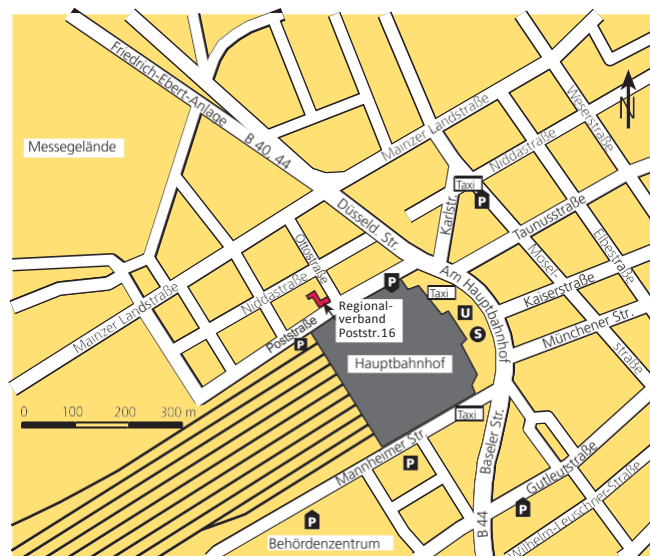 Friedrich-Ebert-Anlage
B 40, 44
Messegelände
Mainzer Landstraße
Weserstraße
N
Niddastraße
Taxi
P
Düsseld. Str.
Karlstr.
Taunusstraße
Ottostraße
Mosel-
straße
Elbestraße
Am Hauptbahnhof
Niddastraße
Mainzer Landstraße
P
Taxi
Kaiserstraße
U
S
Münchener Str.
Regional-
verband
Poststr.16
Poststraße
P
Hauptbahnhof
0 100 200 300 m
Taxi
Mannheimer Str.
P
Baseler Str.
B 44
Gutleutstraße
P
P
Wilhelm-Leuschner-Straße
Behördenzentrum